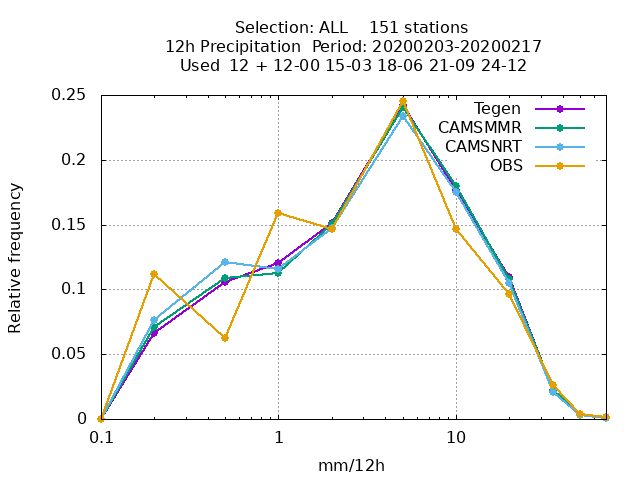 Selection: ALL    151 stations
12h Precipitation  Period: 20200203-20200217
Used  12 + 12-00 15-03 18-06 21-09 24-12
0.25
Tegen
CAMSMMR
CAMSNRT
OBS
0.2
0.15
0.1
0.05
0
Relative frequency
0.1
1
10
mm/12h